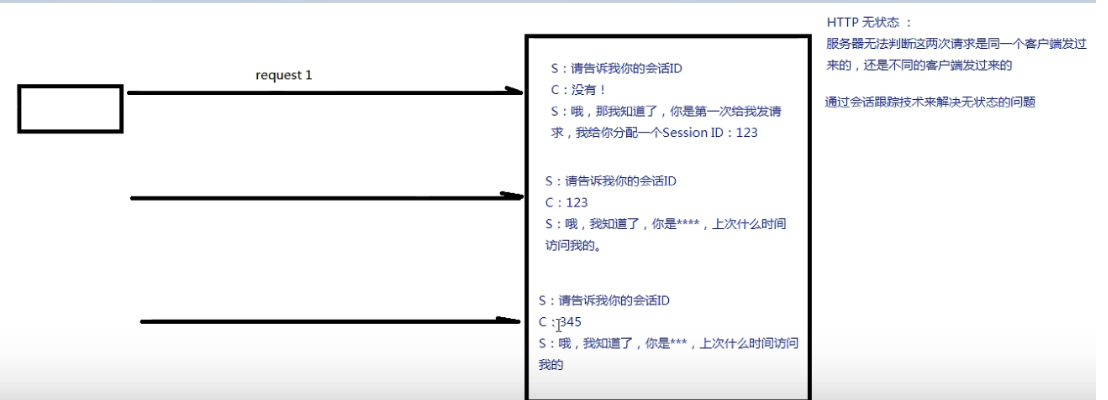 HTTP 无状态 ：
服务器无法判断这两次请求是同一个客户端发过
来的，还是不同的客户端发过来的
通过会话跟踪技术来解决无状态的问题
request 1
S：请告诉我你的会话ID
C：没有！
S：哦，那我知道了，你是第一次给我发请
求，我给你分配一个Session ID：123
S：请告诉我你的会话ID
C：123
S：哦，我知道了，你是****，上次什么时间
访问我的。
S：请告诉我你的会话ID
C：345
S：哦，我知道了，你是***，上次什么时间访问
我的